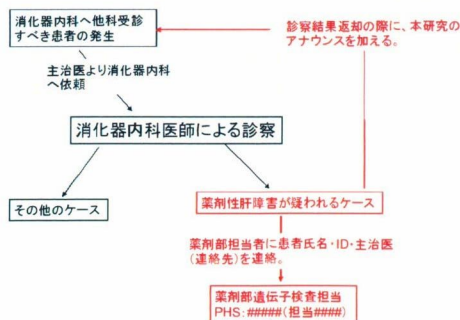 消化器内科へ他科受診
すべき患者の発生
診察結果返却の際に、本研究の
アナウンスを加える。
主治医より消化器内科
へ依頼
消化器内科医師による診察
その他のケース
薬剤性肝障害が疑われるケース
薬剤部担当者に患者氏名・ID・主治医
(連絡先)を連絡。
薬剤部遺伝子検査担当
PHS: #####(担当####)